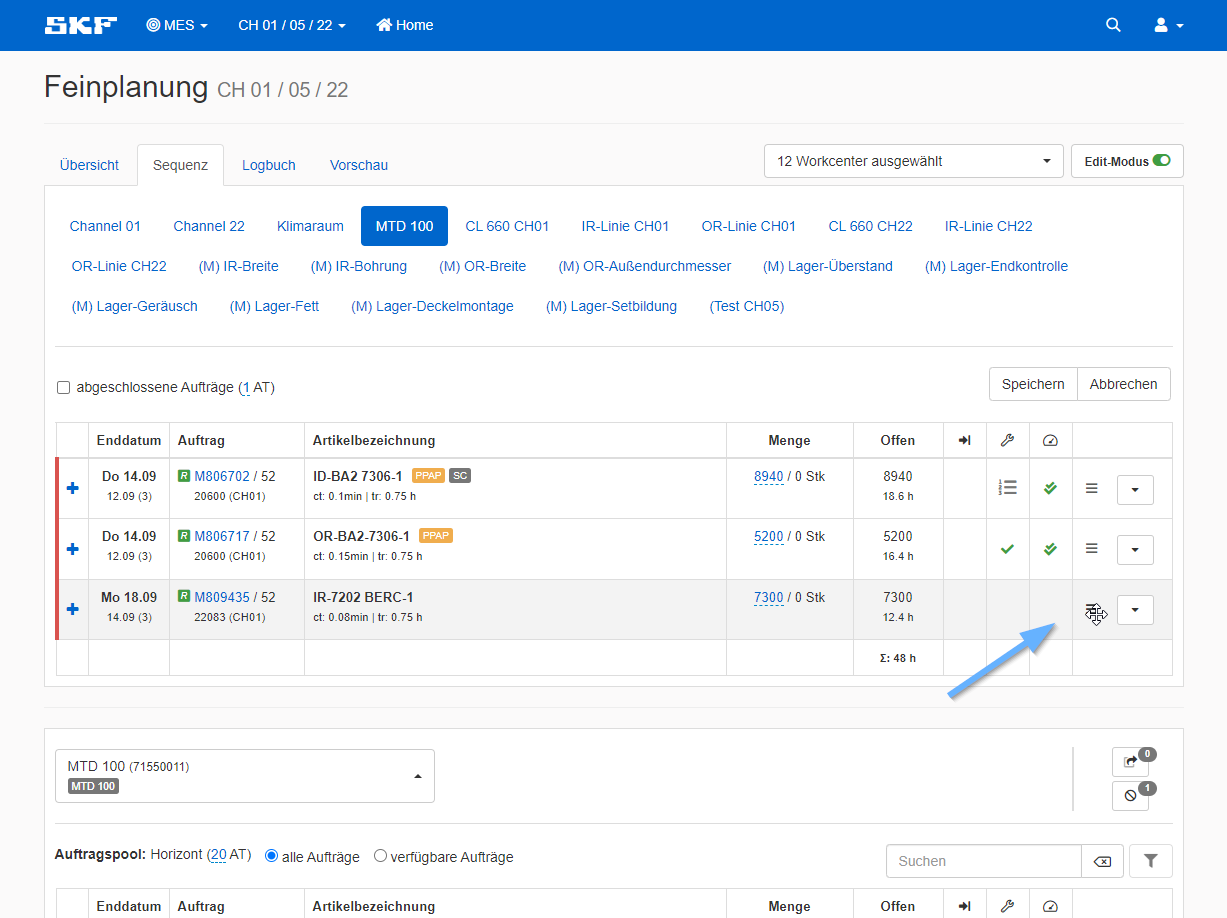 SKF MES CH 01 / 05 / 22 Home
Feinplanung CH 01 / 05 / 22
Übersicht Sequenz Logbuch Vorschau 12 Workcenter ausgewählt Edit-Modus
Channel 01 Channel 22 Klimaraum MTD 100 CL 660 CH01 IR-Linie CH01 OR-Linie CH01 CL 660 CH22 IR-Linie CH22
OR-Linie CH22 (M) IR-Breite (M) IR-Bohrung (M) OR-Breite (M) OR-Außendurchmesser (M) Lager-Überstand (M) Lager-Endkontrolle
(M) Lager-Geräusch (M) Lager-Fett (M) Lager-Deckelmontage (M) Lager-Setbildung (Test CH05)
abgeschlossene Aufträge (1 AT) Speichern Abbrechen
Enddatum Auftrag Artikelbezeichnung Menge Offen
Do 14.09 R M806702 / 52 ID-BA2 7306-1 PPAP SC 8940 / 0 Stk 8940
12.09 (3) 20600 (CH01) ct: 0.1min | tr: 0.75 h 18.6 h
Do 14.09 R M806717 / 52 OR-BA2-7306-1 PPAP 5200 / 0 Stk 5200
12.09 (3) 20600 (CH01) ct: 0.15min | tr: 0.75 h 16.4 h
Mo 18.09 R M809435 / 52 IR-7202 BERC-1 7300 / 0 Stk 7300
14.09 (3) 22083 (CH01) ct: 0.08min | tr: 0.75 h 12.4 h
Σ: 48 h
MTD 100 (71550011) 0
MTD 100 1
Auftragspool: Horizont (20 AT) alle Aufträge verfügbare Aufträge Suchen
Enddatum Auftrag Artikelbezeichnung Menge Offen